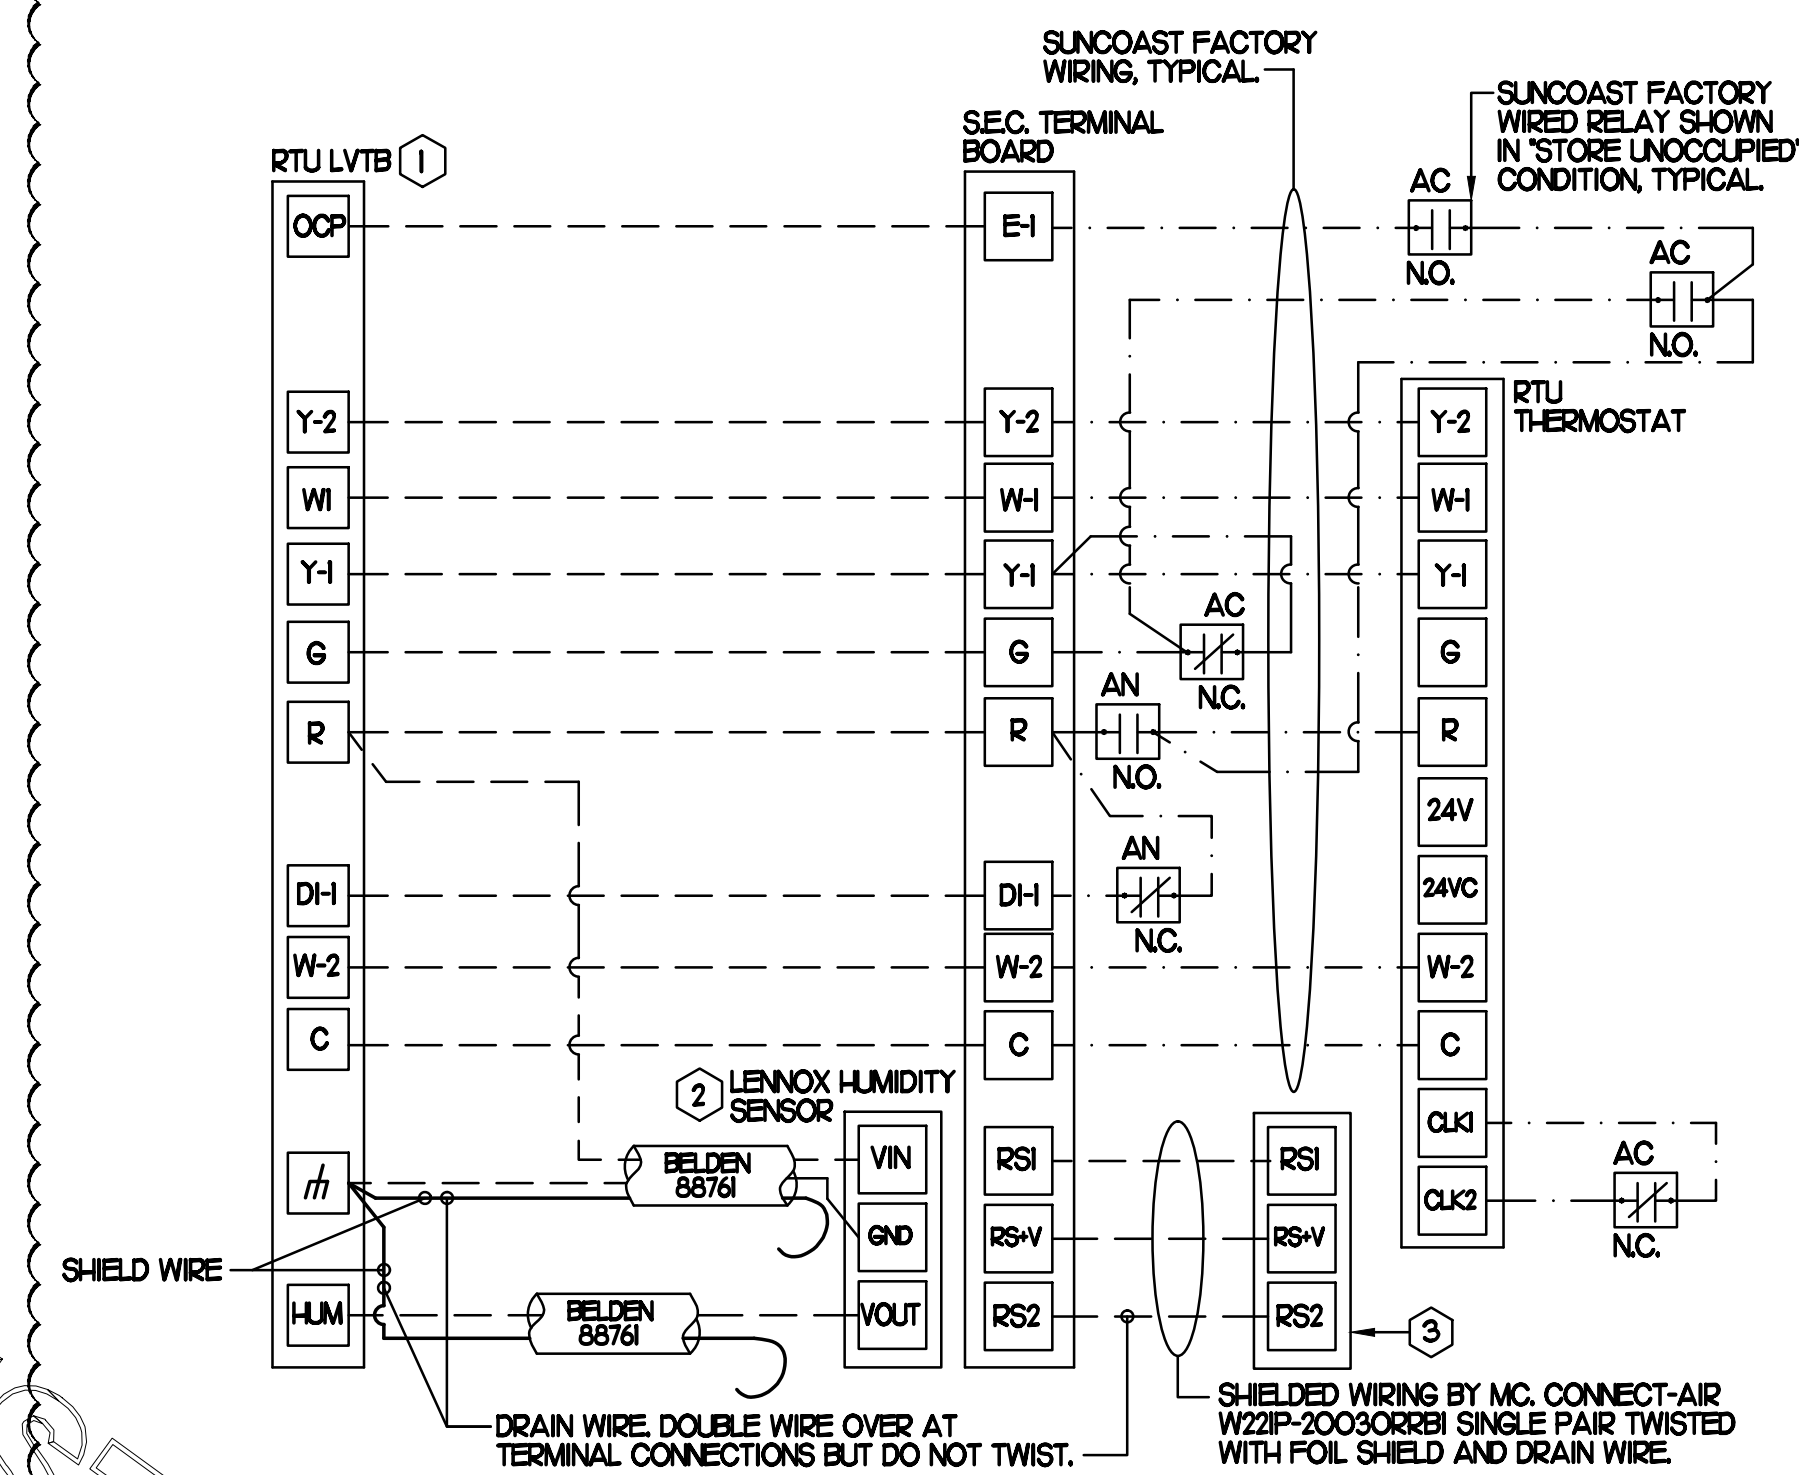 SUNCOAST FACTORY
WIRING, TYPICAL.
SUNCOAST FACTORY
WIRED RELAY SHOWN
IN "STORE UNOCCUPIED"
CONDITION, TYPICAL.
S.E.C. TERMINAL
BOARD
RTU LVTB
1
AC
N.O.
AC
N.O.
OCP
E-1
RTU
THERMOSTAT
Y-2
Y-2
Y-2
W1
W-1
W-1
Y-1
Y-1
Y-1
AC
N.C.
G
G
G
AN
N.O.
R
R
R
24V
AN
N.C.
24VC
DI-1
DI-1
W-2
W-2
W-2
C
C
C
2
LENNOX HUMIDITY
SENSOR
CLK1
CLK2
AC
N.C.
BELDEN
88761
VIN
GND
VOUT
RS1
RS+V
RS2
RS1
RS+V
RS2
SHIELD WIRE
HUM
BELDEN
88761
3
DRAIN WIRE. DOUBLE WIRE OVER AT
TERMINAL CONNECTIONS BUT DO NOT TWIST.
SHIELDED WIRING BY MC. CONNECT-AIR
W221P-2003ORRB1 SINGLE PAIR TWISTED
WITH FOIL SHIELD AND DRAIN WIRE.